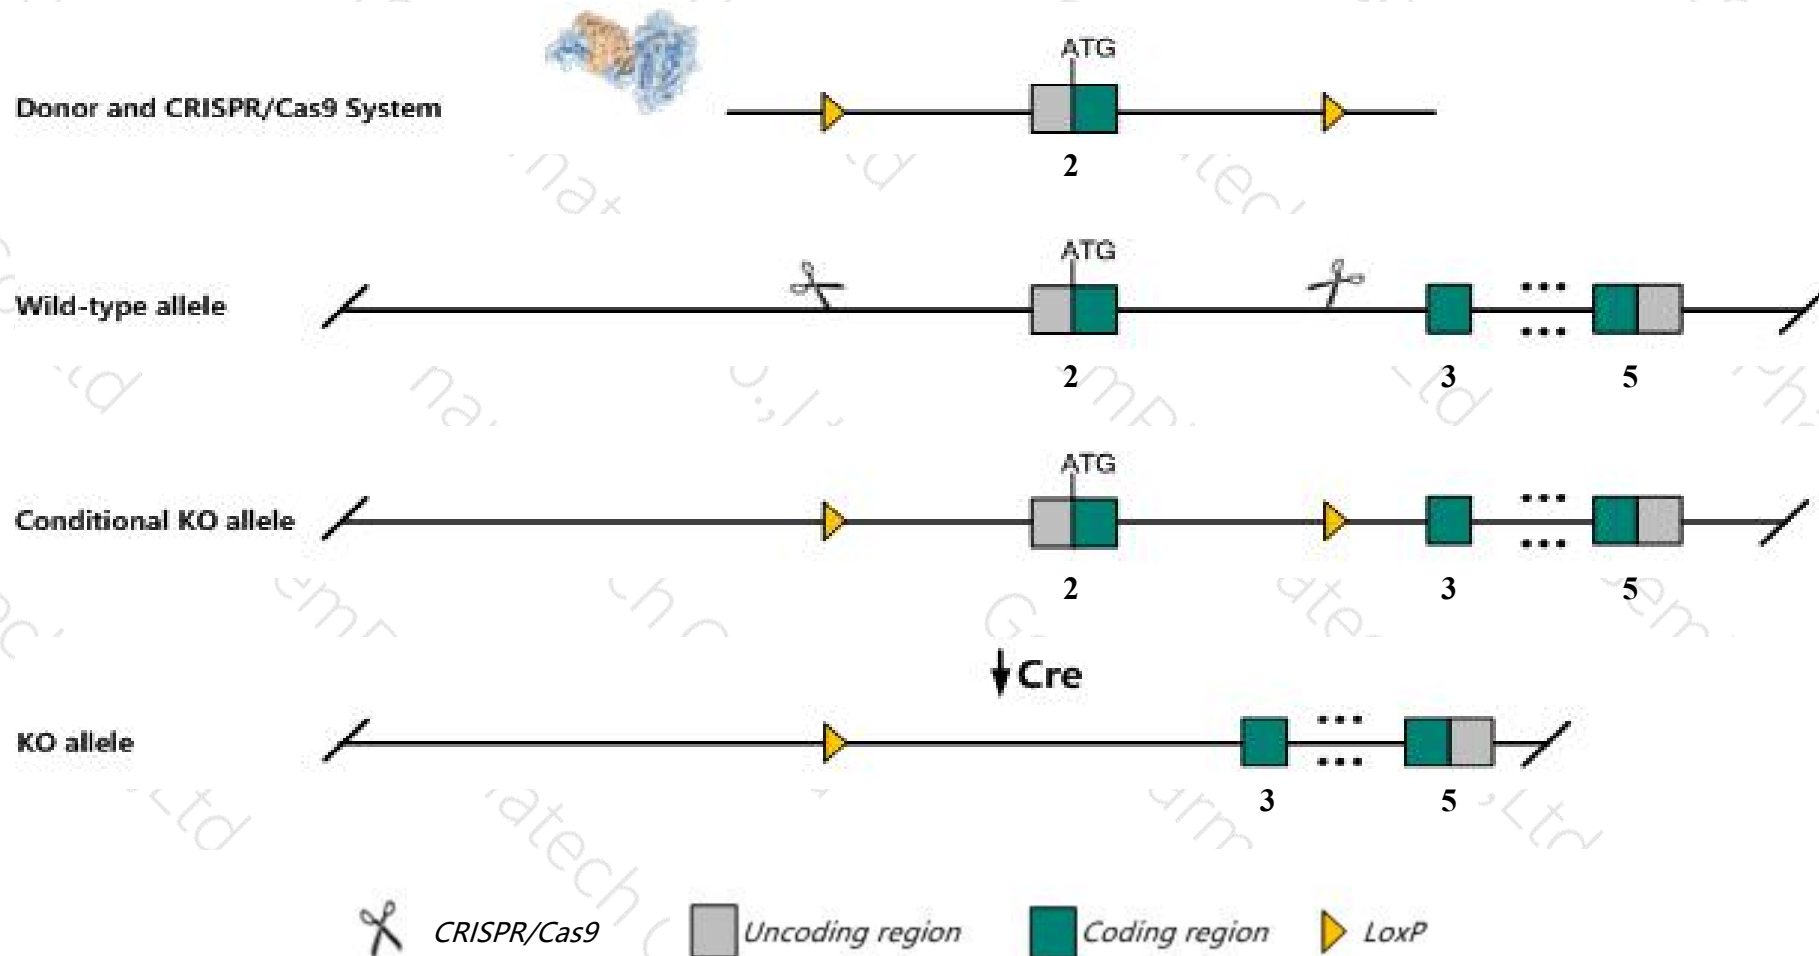 ATG
Donor and CRISPR/Cas9 System
2
ATG
Wild-type allele
2 3 5
ATG
Conditional KO allele
2 3 5
Cre
KO allele
3 5
CRISPR/Cas9 Uncoding region Coding region LoxP